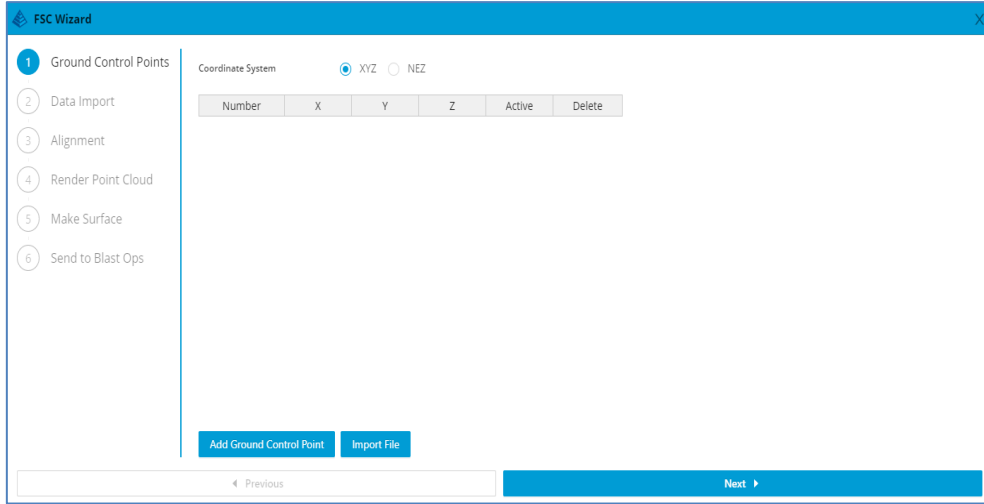 FSC Wizard
X
1 Ground Control Points
2 Data Import
3 Alignment
4 Render Point Cloud
5 Make Surface
6 Send to Blast Ops
Coordinate System XYZ NEZ
Number X Y Z Active Delete
Add Ground Control Point Import File
Previous Next